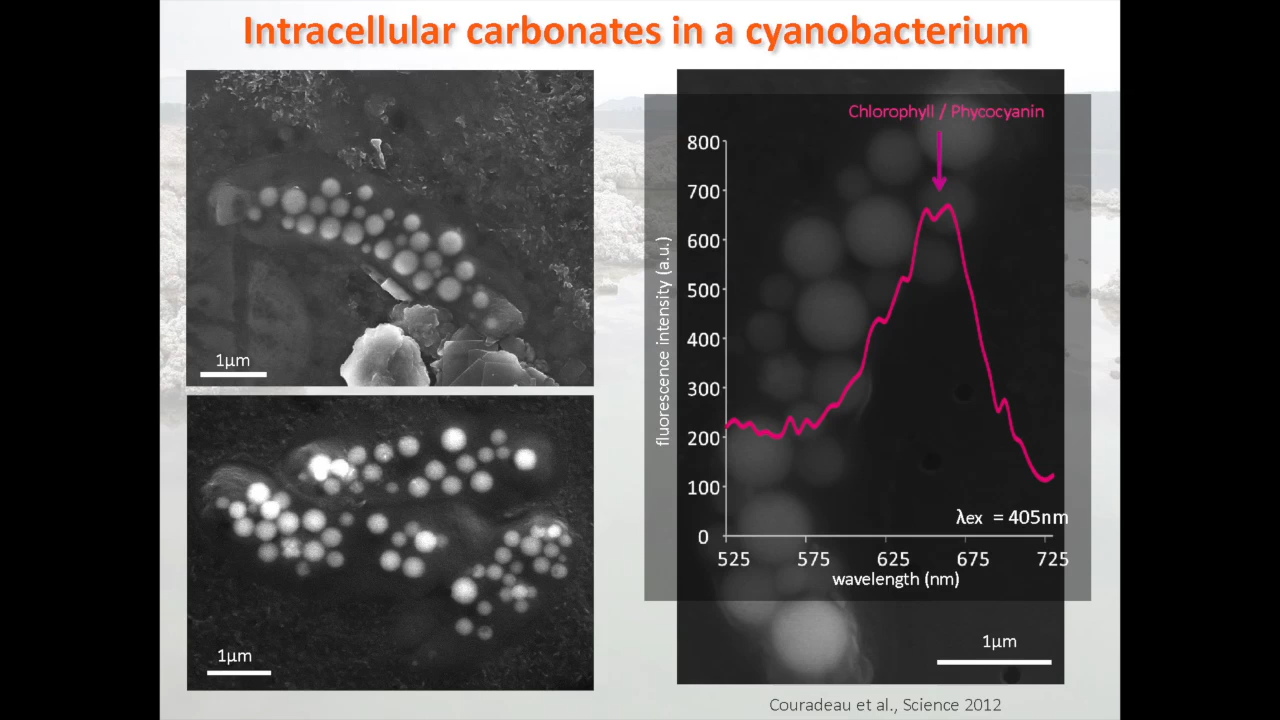 Intracellular carbonates in a cyanobacterium
1µm
1µm
Chlorophyll / Phycocyanin
fluorescence intensity (a.u.)
800
700
600
500
400
300
200
100
0
λex = 405nm
525 575 625 675 725
wavelength (nm)
1µm
Couradeau et al., Science 2012